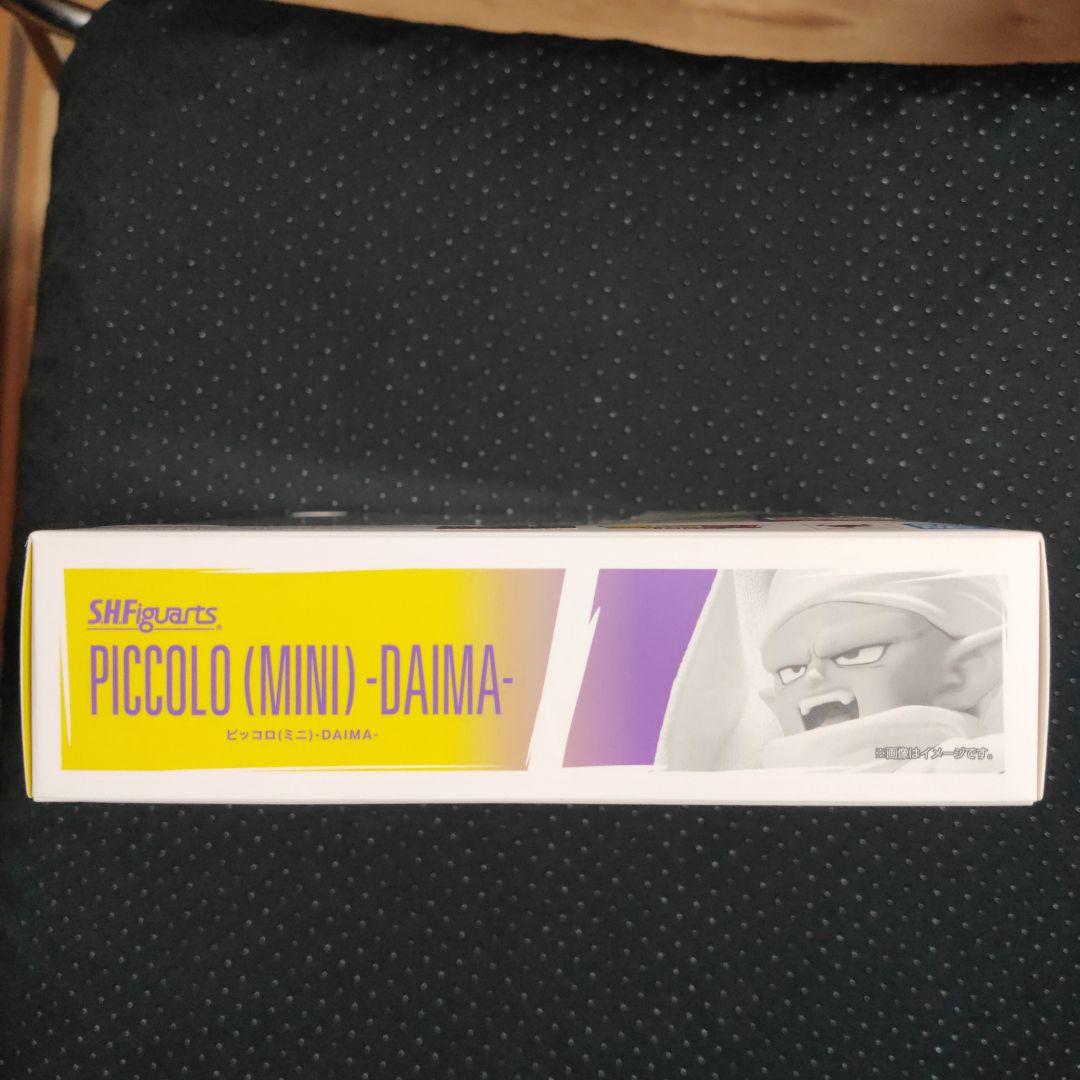 S.H.Figuarts
PICCOLO (MINI) -DAIMA-
ピッコロ(ミニ)-DAIMA-
※画像はイメージです。